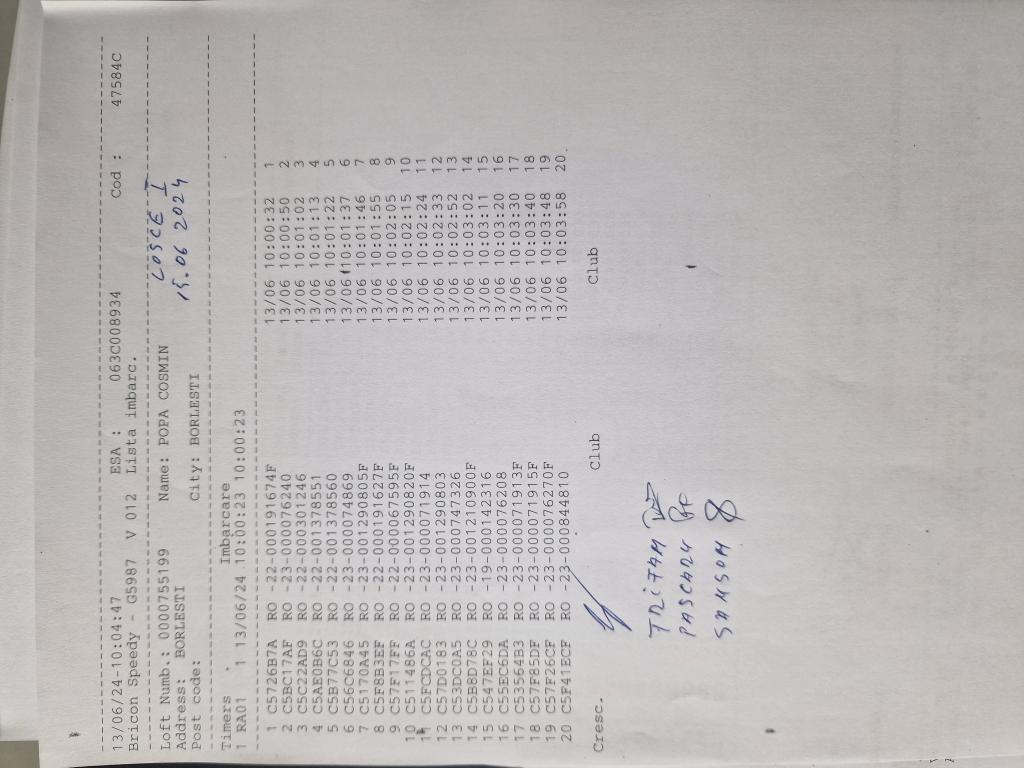 13/06/24-10:04:47 ESA : 063C008934 Cod : 47584C
Bricon Speedy - G5987 V 012 Lista imbarc.
Loft Numb.: 0000755199 Name: POPA COSMIN
Address: BORLESTI
Post code: City: BORLESTI
COSCE I
15.06 2024
Timers Imbarcare
1 RA01 1 13/06/24 10:00:23 10:00:23
1 C5726B7A RO -22-000191674F 13/06 10:00:32 1
2 C5BC17AF RO -23-000076240 13/06 10:00:50 2
3 C5C22AD9 RO -22-000301246 13/06 10:01:02 3
4 C5AE0B6C RO -22-001378551 13/06 10:01:13 4
5 C5B77C53 RO -22-001378560 13/06 10:01:22 5
6 C56C6846 RO -23-000074869 13/06 10:01:37 6
7 C5170A45 RO -23-001290805F 13/06 10:01:46 7
8 C5FBB3EF RO -22-000191627F 13/06 10:01:55 8
9 C57F17FF RO -22-000067595F 13/06 10:02:05 9
10 C511486A RO -23-001290820F 13/06 10:02:15 10
11 C5FCDCAC RO -23-000071914 13/06 10:02:24 11
12 C57D0183 RO -23-001290803 13/06 10:02:33 12
13 C53DC0A5 RO -23-000747326 13/06 10:02:52 13
14 C5B8D78C RO -23-001210900F 13/06 10:03:02 14
15 C547EF29 RO -19-000142316 13/06 10:03:11 15
16 C55EC6DA RO -23-000076208 13/06 10:03:20 16
17 C53564B3 RO -23-000071913F 13/06 10:03:30 17
18 C57F85DF RO -23-000071915F 13/06 10:03:40 18
19 C57F26CF RO -23-000076270F 13/06 10:03:48 19
20 C5F41ECF RO -23-000844810 13/06 10:03:58 20
Cresc. Club Club
TRIFAM
PASCARU
SAMSOM